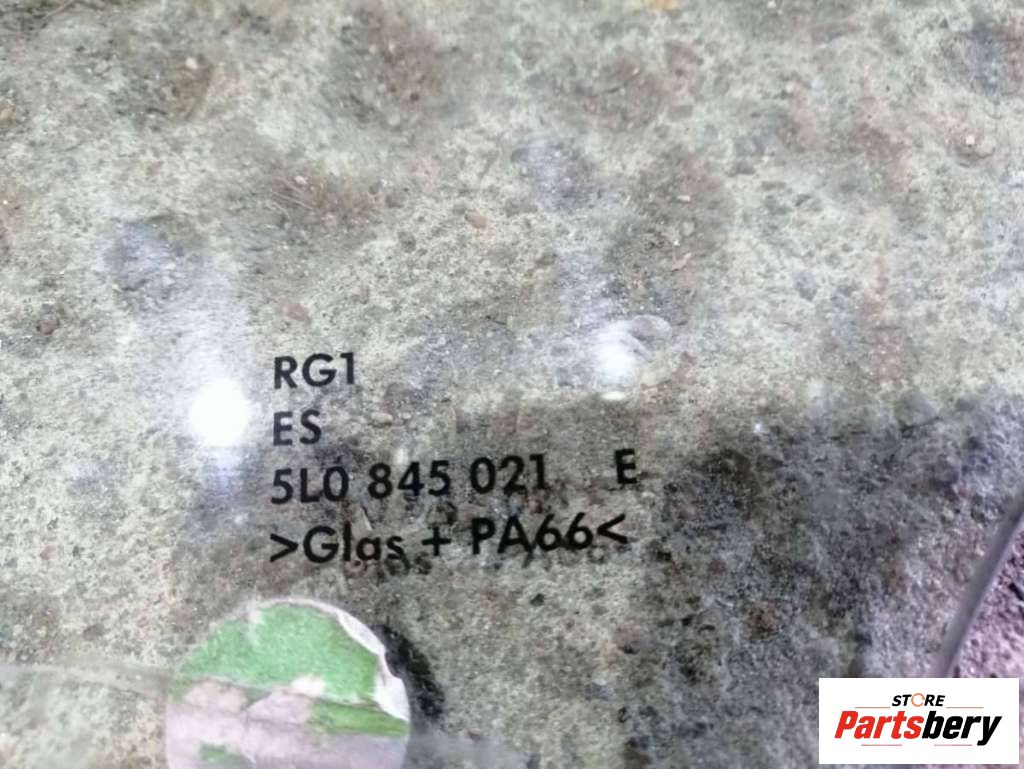 RG1
ES
5L0 845 021 E
>Glas + PA66<
STORE
Partsbery